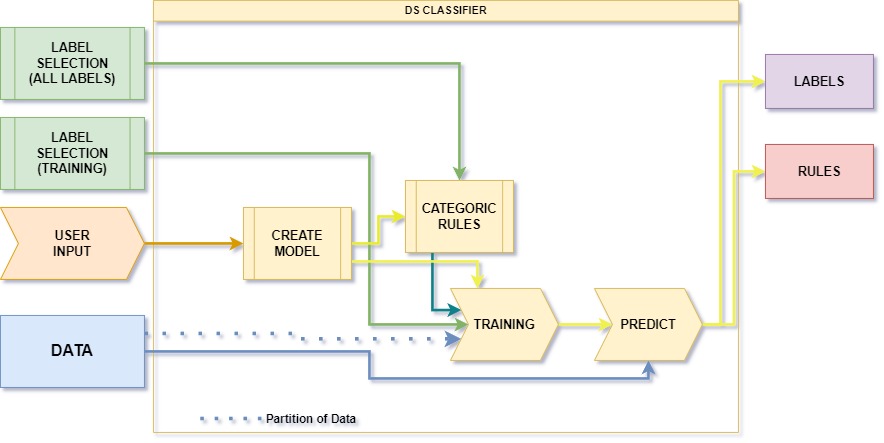 DS CLASSIFIER
LABEL
SELECTION
(ALL LABELS)
LABEL
SELECTION
(TRAINING)
USER
INPUT
DATA
CREATE
MODEL
CATEGORIC
RULES
TRAINING
PREDICT
LABELS
RULES
Partition of Data